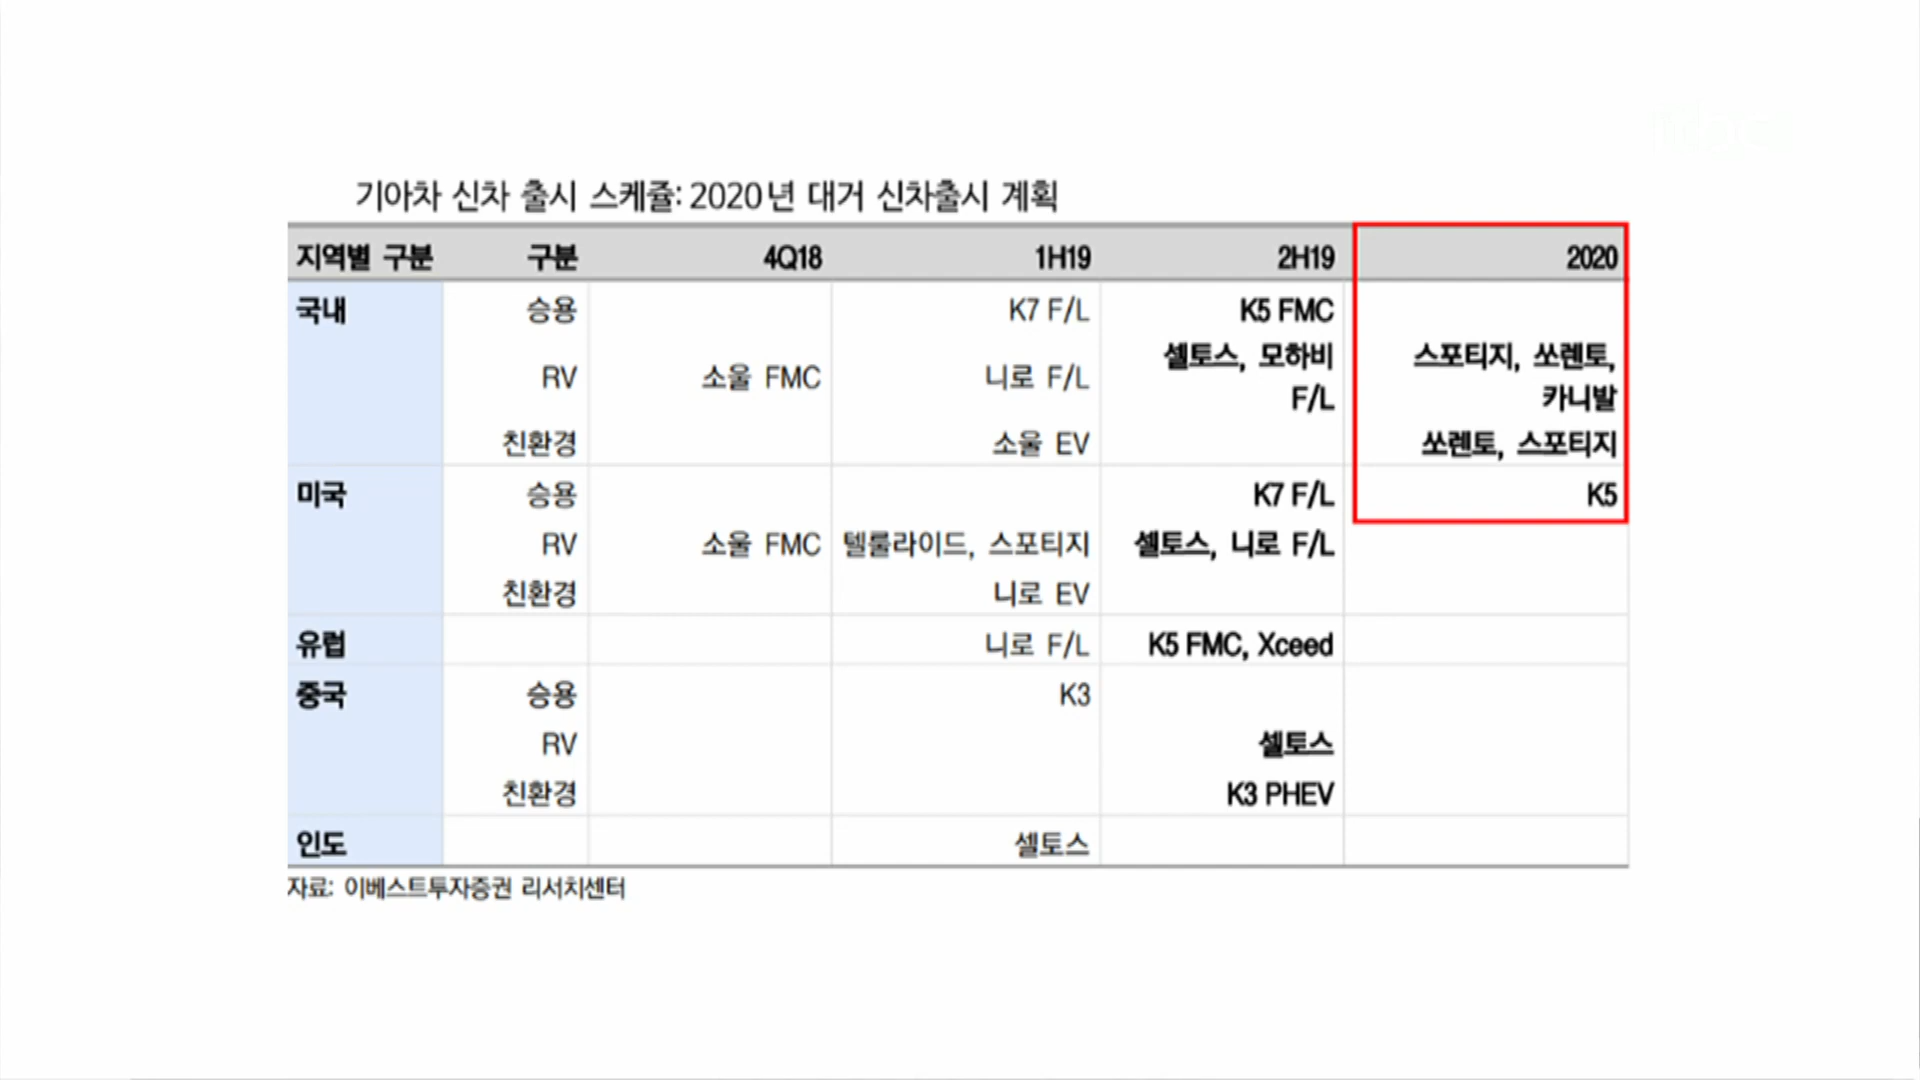 기아차 신차 출시 스케쥴: 2020년 대거 신차출시 계획
지역별 구분 구분 4Q18 1H19 2H19 2020
국내 승용 K7 F/L K5 FMC
RV 소울 FMC 니로 F/L 셀토스, 모하비 F/L 스포티지, 쏘렌토, 카니발
친환경 소울 EV 쏘렌토, 스포티지
미국 승용 K7 F/L K5
RV 소울 FMC 텔룰라이드, 스포티지 셀토스, 니로 F/L
친환경 니로 EV
유럽 니로 F/L K5 FMC, Xceed
중국 승용 K3
RV 셀토스
친환경 K3 PHEV
인도 셀토스
자료: 이베스트투자증권 리서치센터